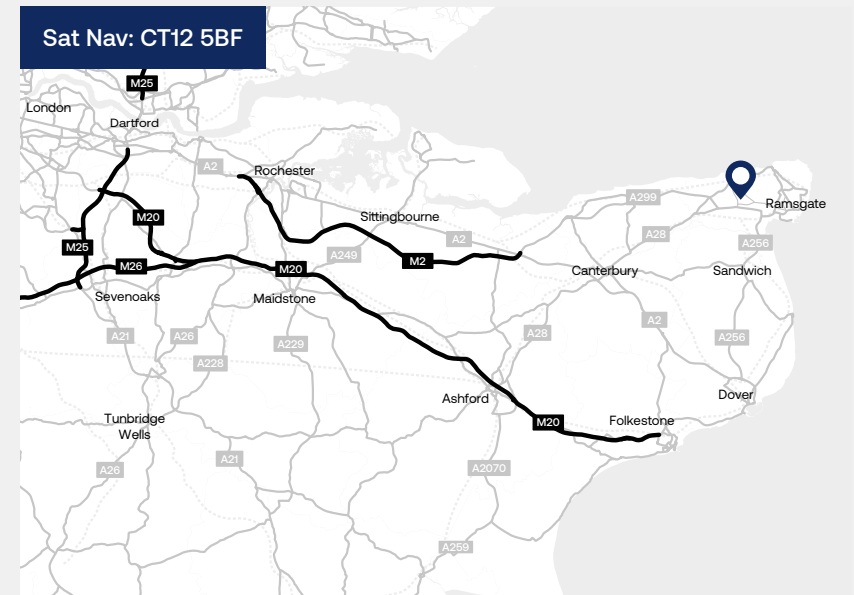 Sat Nav: CT12 5BF
M25
London
Dartford
A2
Rochester
A299
Ramsgate
M20
Sittingbourne
A28
M25
A249
A2
A256
M26
M20
M2
Canterbury
Sandwich
Sevenoaks
Maidstone
A21
A26
A229
A28
A2
A256
A228
Ashford
Dover
Tunbridge
Wells
M20
Folkestone
A26
A21
A2070
A259